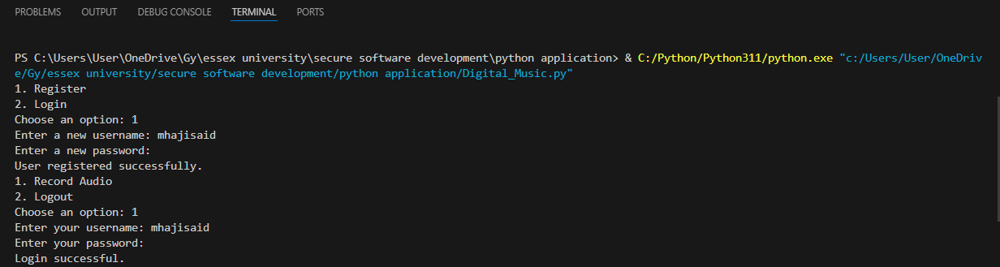 PROBLEMS OUTPUT DEBUG CONSOLE TERMINAL PORTS
PS C:\Users\User\OneDrive\Gy\essex university\secure software development\python application> & C:/Python/Python311/python.exe "c:/Users/User/OneDriv
e/Gy/essex university/secure software development/python application/Digital_Music.py"
1. Register
2. Login
Choose an option: 1
Enter a new username: mhajisaid
Enter a new password:
User registered successfully.
1. Record Audio
2. Logout
Choose an option: 1
Enter your username: mhajisaid
Enter your password:
Login successful.